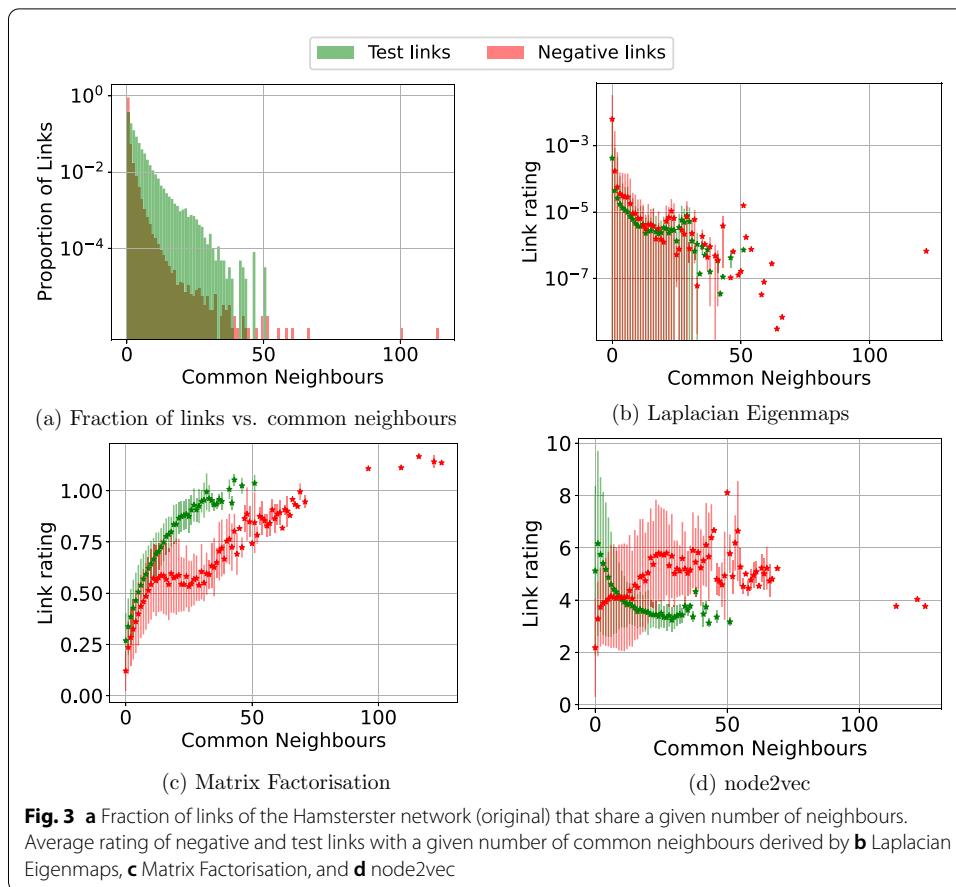 Test links Negative links
10⁰
10⁻²
10⁻⁴
Proportion of Links
0 50 100
Common Neighbours
(a) Fraction of links vs. common neighbours
10⁻³
10⁻⁵
10⁻⁷
Link rating
0 50 100
Common Neighbours
(b) Laplacian Eigenmaps
1.00
0.75
0.50
0.25
0.00
Link rating
0 50 100
Common Neighbours
(c) Matrix Factorisation
10
8
6
4
2
0
Link rating
0 50 100
Common Neighbours
(d) node2vec
Fig. 3 a Fraction of links of the Hamsterster network (original) that share a given number of neighbours.
Average rating of negative and test links with a given number of common neighbours derived by b Laplacian
Eigenmaps, c Matrix Factorisation, and d node2vec